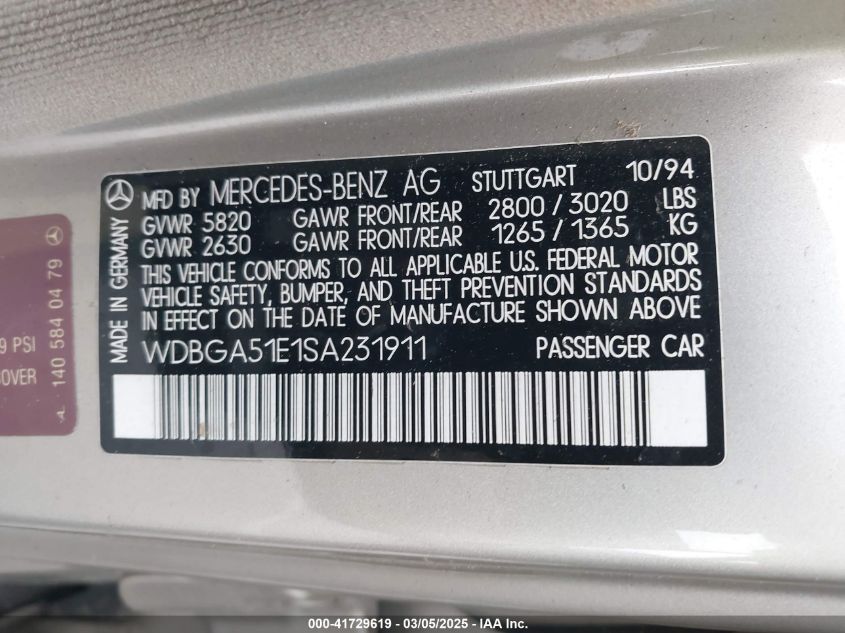 MADE IN GERMANY
MFD BY MERCEDES-BENZ AG STUTTGART 10/94
GVWR 5820 GAWR FRONT/REAR 2800 / 3020 LBS
GVWR 2630 GAWR FRONT/REAR 1265 / 1365 KG
THIS VEHICLE CONFORMS TO ALL APPLICABLE U.S. FEDERAL MOTOR
VEHICLE SAFETY, BUMPER, AND THEFT PREVENTION STANDARDS
IN EFFECT ON THE DATE OF MANUFACTURE SHOWN ABOVE
WDBGA51E1SA231911 PASSENGER CAR
9 PSI
OVER
A 140 584 04 79
000-41729619 - 03/05/2025 - IAA Inc.